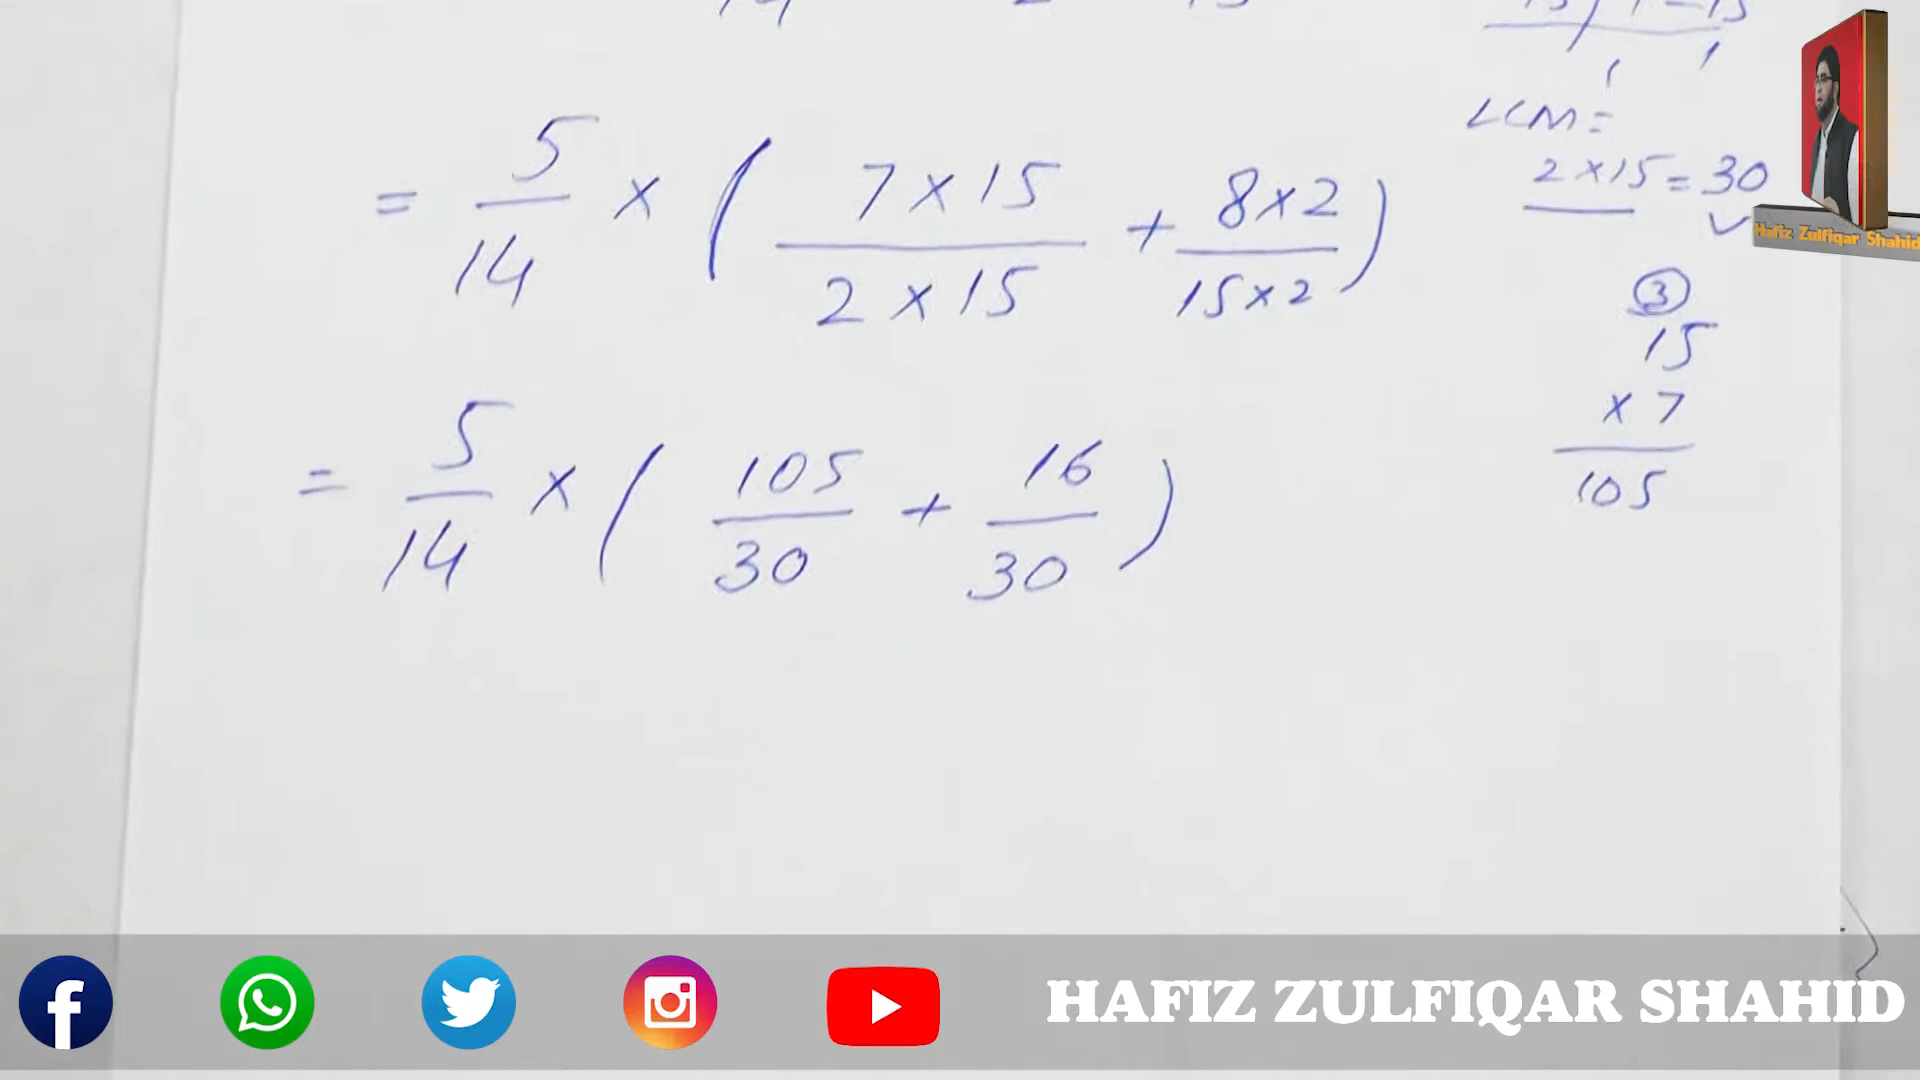 LCM =
2 × 15 = 30
= 5/14 × ( 7 × 15 / 2 × 15 + 8 × 2 / 15 × 2 )
3
15
× 7
105
= 5/14 × ( 105/30 + 16/30 )
Hafiz Zulfiqar Shahid
HAFIZ ZULFIQAR SHAHID